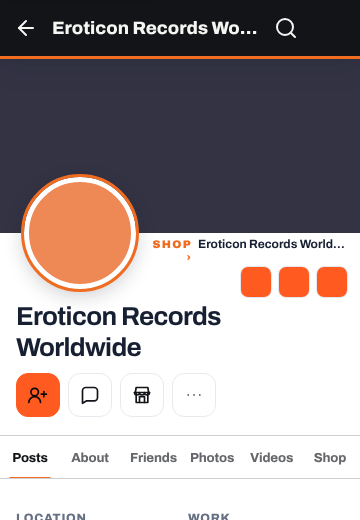 Eroticon Records Wo...
SHOP Eroticon Records World...
›
Eroticon Records
Worldwide
Posts About Friends Photos Videos Shop
LOCATION WORK